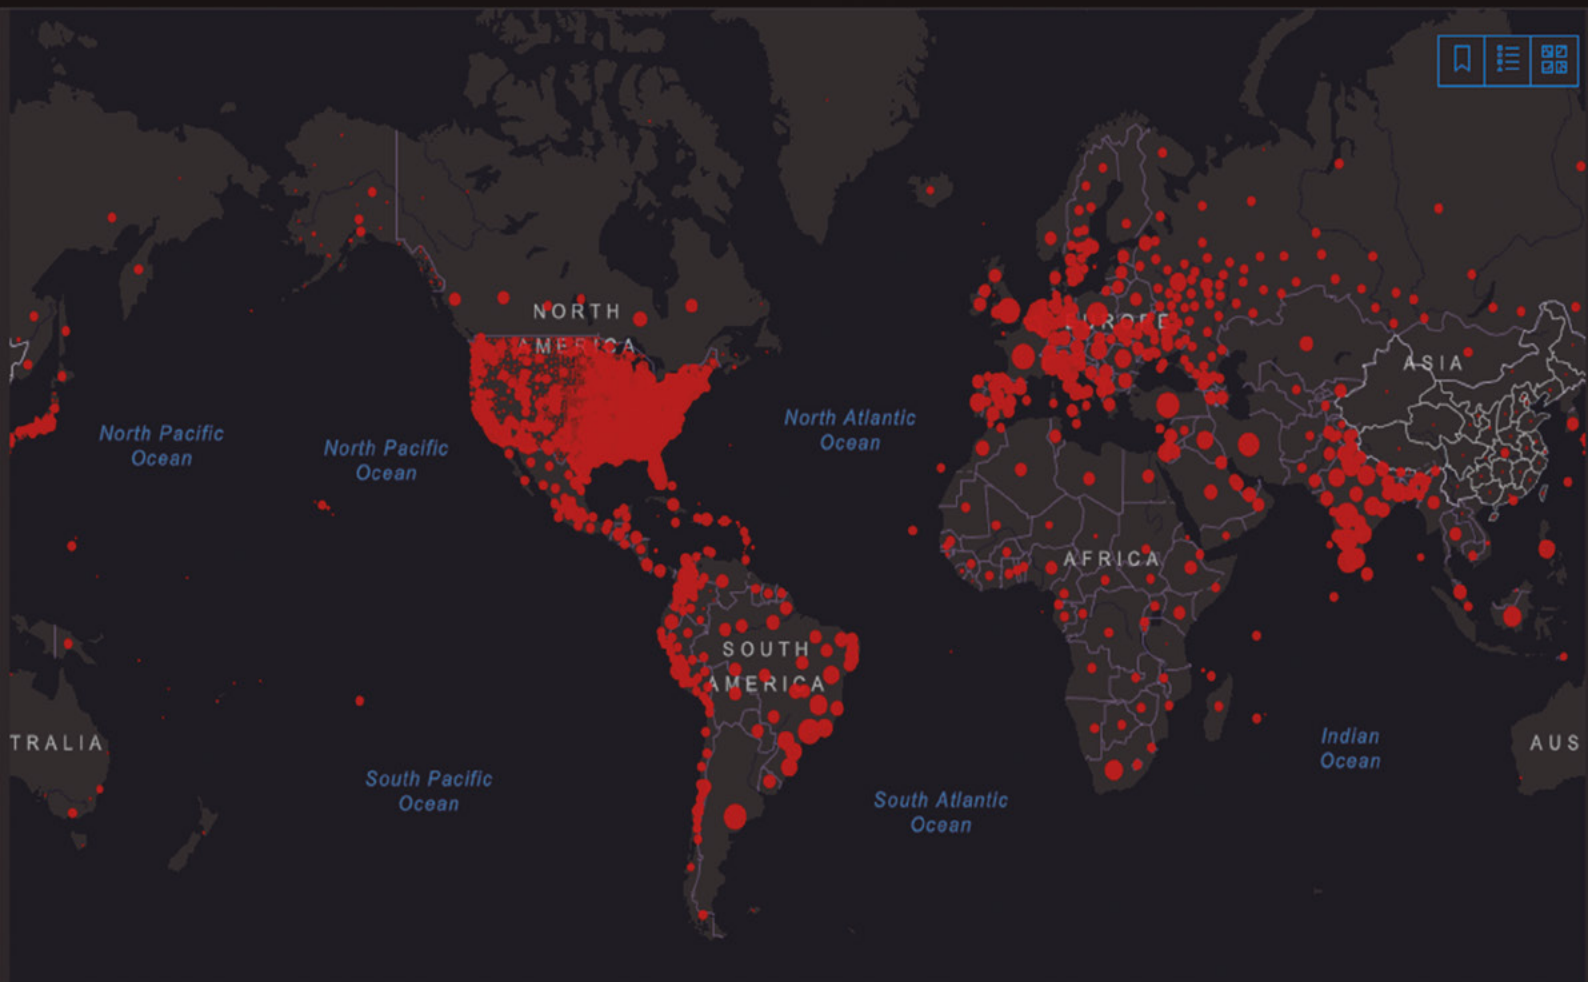 NORTH
AMERICA
EUROPE
ASIA
North Atlantic
Ocean
North Pacific
Ocean
North Pacific
Ocean
AFRICA
SOUTH
AMERICA
TRALIA
Indian
Ocean
AUS
South Pacific
Ocean
South Atlantic
Ocean